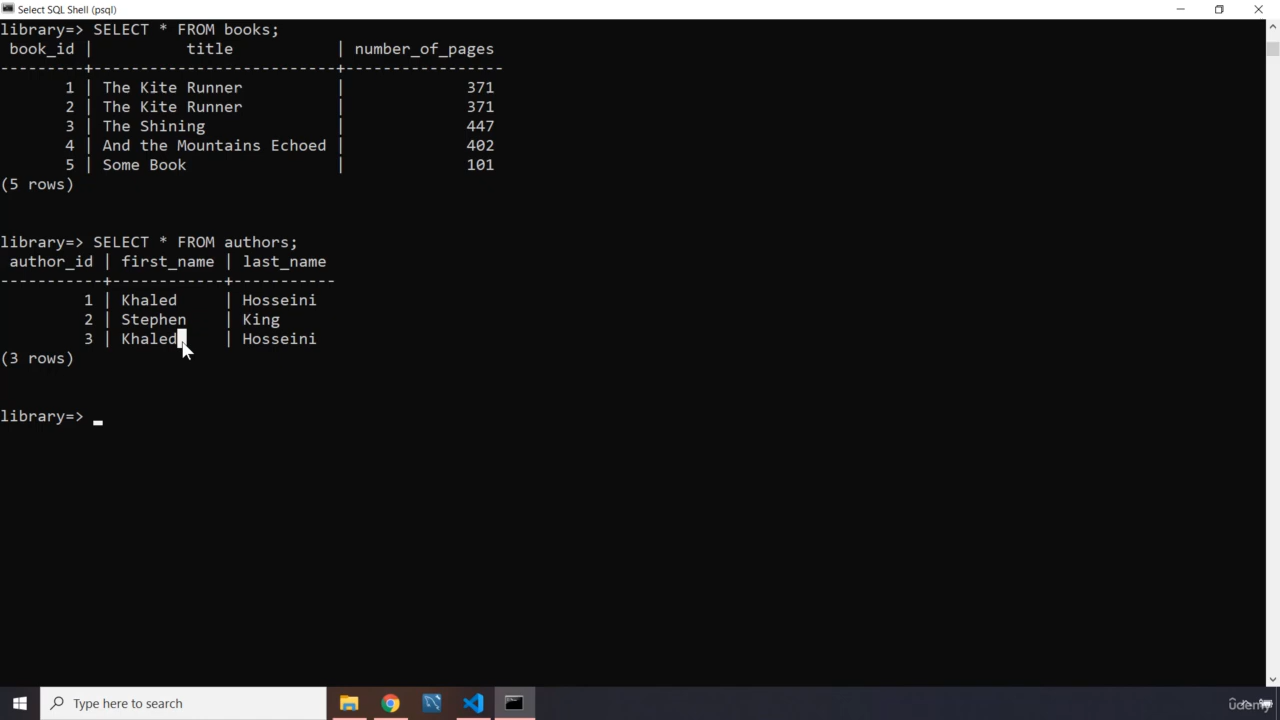 Select SQL Shell (psql)
library=> SELECT * FROM books;
 book_id |          title          | number_of_pages
---------+-------------------------+-----------------
       1 | The Kite Runner         |             371
       2 | The Kite Runner         |             371
       3 | The Shining             |             447
       4 | And the Mountains Echoed |             402
       5 | Some Book               |             101
(5 rows)
library=> SELECT * FROM authors;
 author_id | first_name | last_name
-----------+------------+-----------
         1 | Khaled     | Hosseini
         2 | Stephen    | King
         3 | Khaled     | Hosseini
(3 rows)
library=> _
Type here to search
udemy